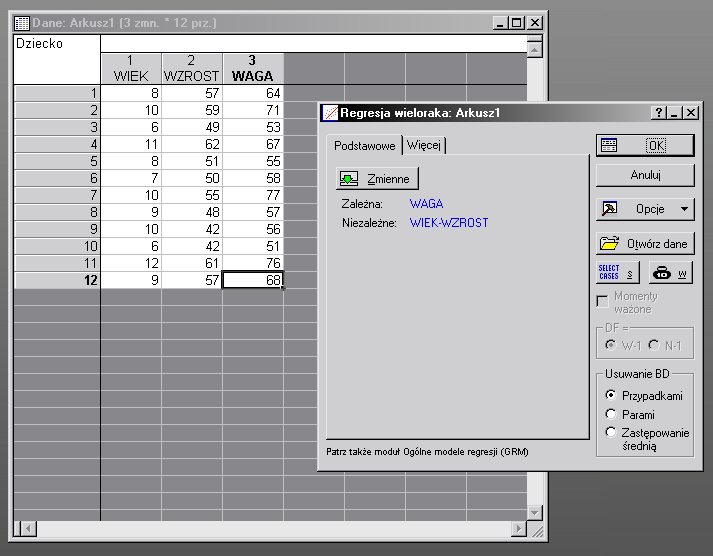 Dane: Arkusz1 (3 zmn. * 12 prz.)
Dziecko
1 2 3
WIEK WZROST WAGA
1 8 57 64
2 10 59 71
3 6 49 53
4 11 62 67
5 8 51 55
6 7 50 58
7 10 55 77
8 9 48 57
9 10 42 56
10 6 42 51
11 12 61 76
12 9 57 68
Regresja wieloraka: Arkusz1
Podstawowe Więcej
Zmienne
Zależna: WAGA
Niezależne: WIEK-WZROST
Patrz także moduł Ogólne modele regresji (GRM)
OK
Anuluj
Opcje
Otwórz dane
SELECT CASES S
W
Momenty
ważone
DF =
W-1 N-1
Usuwanie BD
Przypadkami
Parami
Zastępowanie
średnią